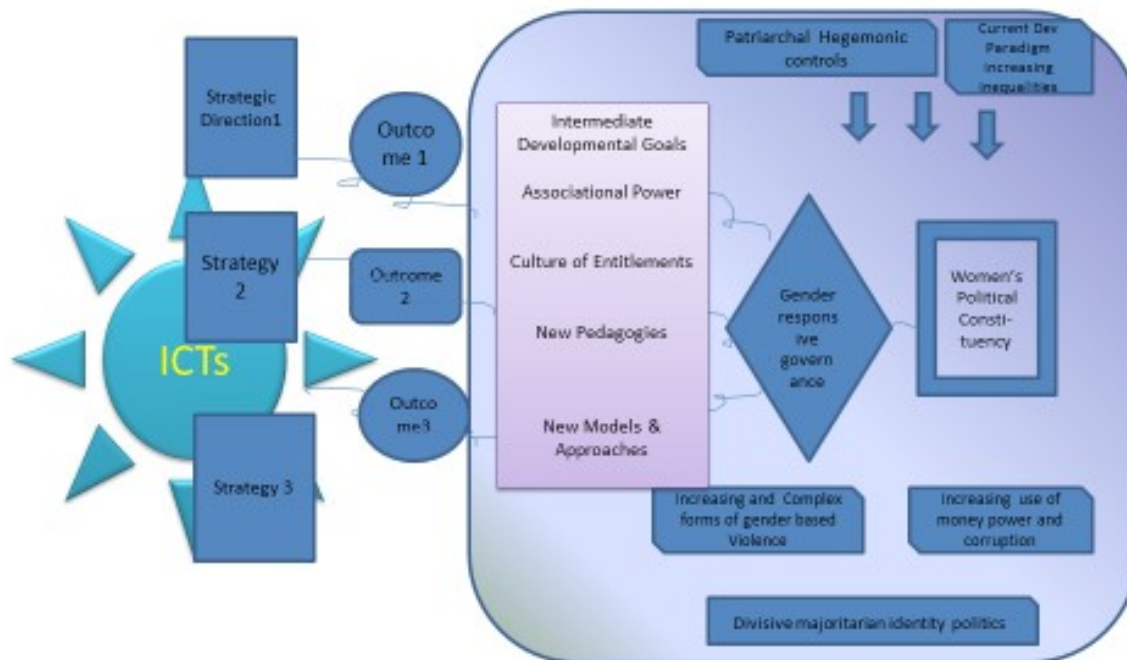 Strategic
Direction1
Strategy
2
ICTs
Strategy 3
Outco
me 1
Outcome
2
Outco
me3
Intermediate
Developmental Goals
Associational Power
Culture of Entitlements
New Pedagogies
New Models &
Approaches
Patriarchal Hegemonic
controls
Current Dev
Paradigm
Increasing
Inequalities
Gender
respons
ive
govern
ance
Women's
Political
Consti-
tuency
Increasing and Complex
forms of gender based
Violence
Increasing use of
money power and
corruption
Divisive majoritarian identity politics